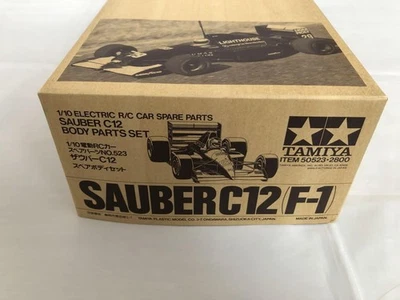 LIGHTHOUSE
1/10 ELECTRIC R/C CAR SPARE PARTS
SAUBER C12
BODY PARTS SET
1/10電動RCカー
スペアパーツNO.523
ザウバーC12
スペアボディセット
TAMIYA
ITEM 50523-2800
SAUBER C12 (F-1)
MADE IN JAPAN